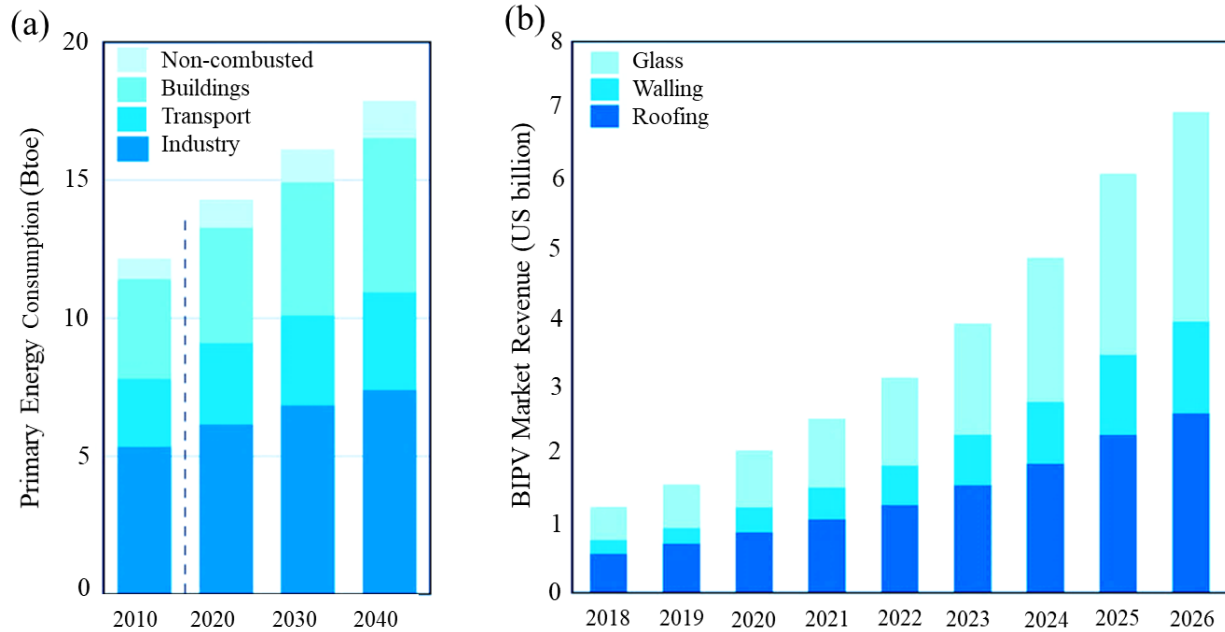 (a)
Primary Energy Consumption (Btoe)
20
15
10
5
0
Non-combusted
Buildings
Transport
Industry
2010 2020 2030 2040
(b)
BIPV Market Revenue (US billion)
8
7
6
5
4
3
2
1
0
Glass
Walling
Roofing
2018 2019 2020 2021 2022 2023 2024 2025 2026